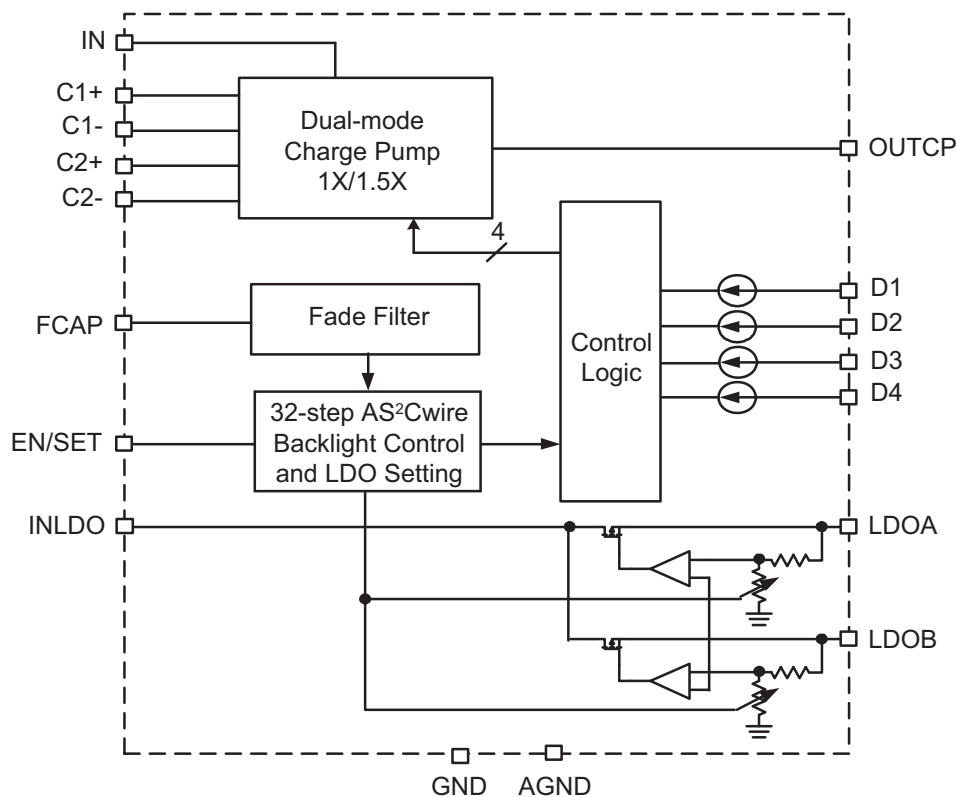 IN
C1+
C1-
C2+
C2-
Dual-mode
Charge Pump
1X/1.5X
OUTCP
4
FCAP
Fade Filter
Control
Logic
D1
D2
D3
D4
EN/SET
32-step AS²Cwire
Backlight Control
and LDO Setting
INLDO
LDOA
LDOB
GND
AGND